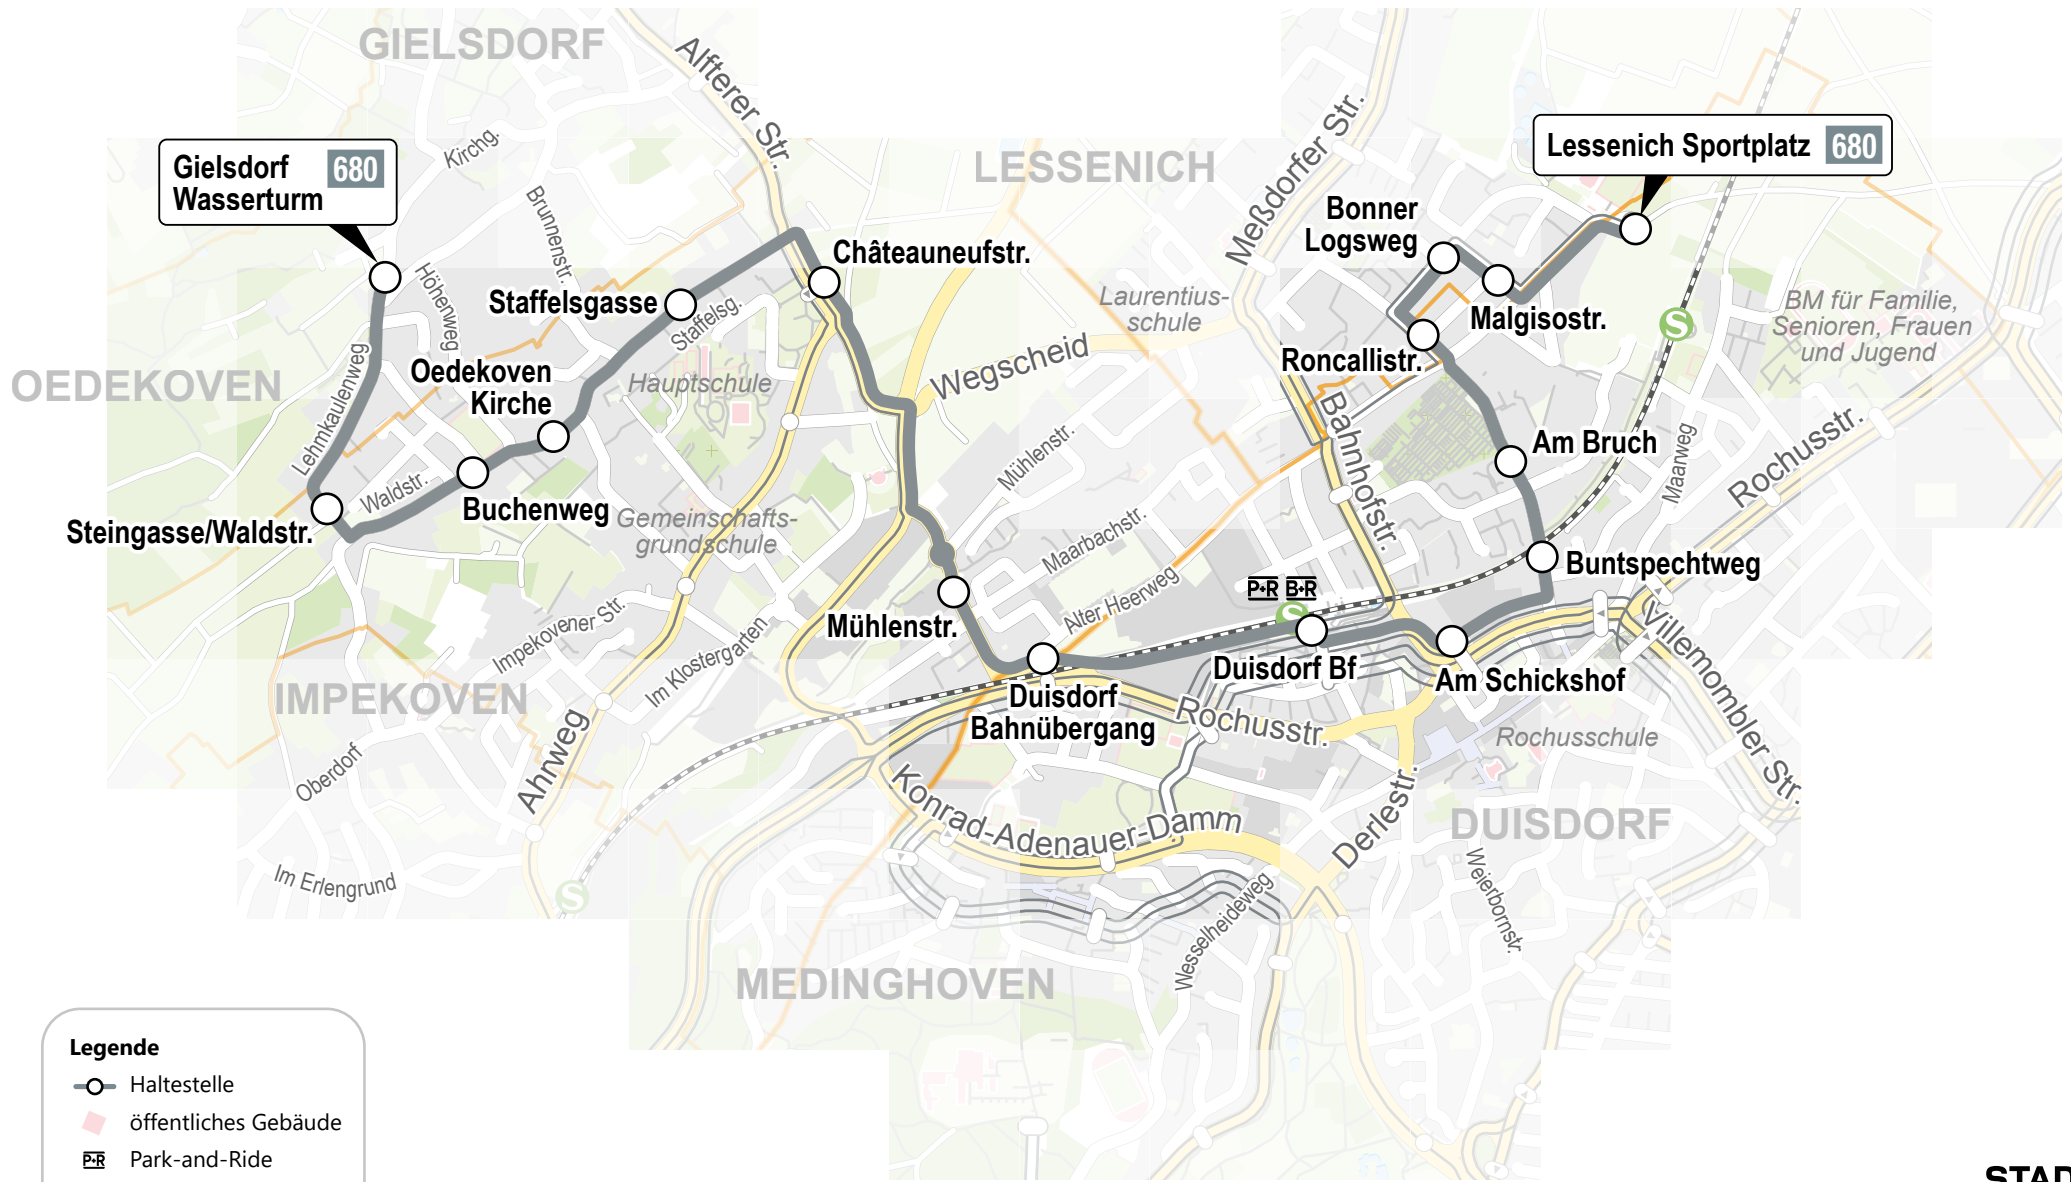 GIELSDORF
Alfterer Str.
Kirchg.
Gielsdorf
Wasserturm
680
Brunnenstr.
LESSENICH
Meßdorfer Str.
Lessenich Sportplatz 680
Bonner
Logsweg
Châteauneufstr.
Höhenweg
Staffelsgasse
Staffelsg.
Laurentius-
schule
Malgisostr.
S
BM für Familie,
Senioren, Frauen
und Jugend
OEDEKOVEN
Oedekoven
Kirche
Hauptschule
Wegscheid
Roncallistr.
Lehmkaulenweg
Bahnhofstr.
Am Bruch
Maarweg
Rochusstr.
Waldstr.
Mühlenstr.
Steingasse/Waldstr.
Buchenweg
Gemeinschafts-
grundschule
Maarbachstr.
Buntspechtweg
P+R B+R
S
Alter Heerweg
Impekovener Str.
Im Klostergarten
Mühlenstr.
Villemombler Str.
IMPEKOVEN
Duisdorf
Bahnübergang
Duisdorf Bf
Am Schickshof
Rochusstr.
Rochusschule
Oberdorf
Ahrweg
Konrad-Adenauer-Damm
Derlestr.
DUISDORF
Im Erlengrund
S
Wesselheideweg
Weierbornstr.
MEDINGHOVEN
Legende
Haltestelle
öffentliches Gebäude
P+R Park-and-Ride
STAD